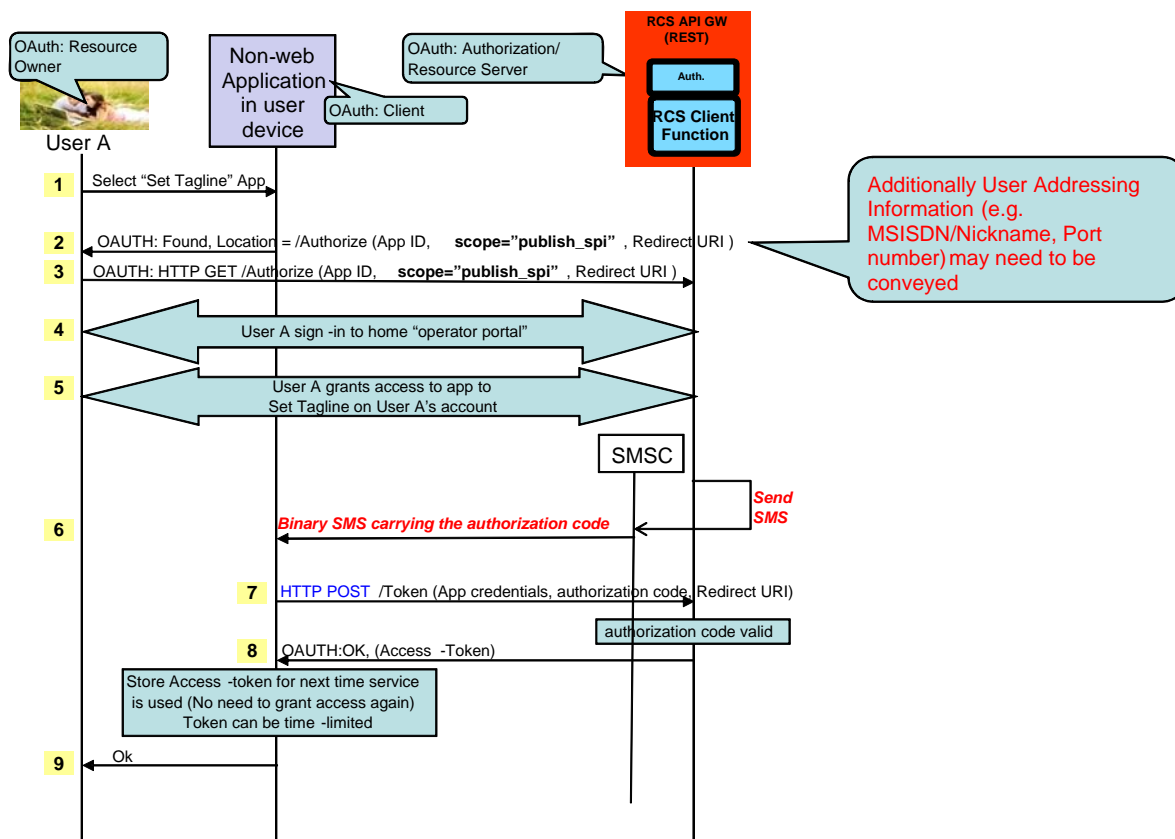 OAuth: Resource
Owner
User A
Non-web
Application
in user
device
OAuth: Client
OAuth: Authorization/
Resource Server
RCS API GW
(REST)
Auth.
RCS Client
Function
1
Select “Set Tagline” App
2
OAUTH: Found, Location = /Authorize (App ID, scope=”publish_spi” , Redirect URI )
3
OAUTH: HTTP GET /Authorize (App ID, scope=”publish_spi” , Redirect URI )
Additionally User Addressing
Information (e.g.
MSISDN/Nickname, Port
number) may need to be
conveyed
4
User A sign -in to home “operator portal”
5
User A grants access to app to
Set Tagline on User A’s account
SMSC
Send
SMS
6
Binary SMS carrying the authorization code
7
HTTP POST /Token (App credentials, authorization code, Redirect URI)
authorization code valid
8
OAUTH:OK, (Access -Token)
Store Access -token for next time service
is used (No need to grant access again)
Token can be time -limited
9
Ok